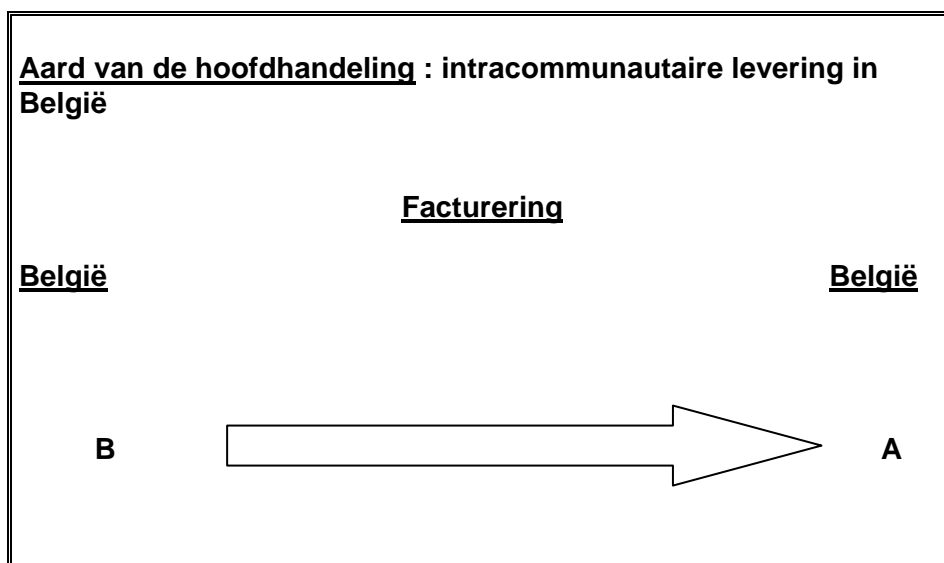 Aard van de hoofdhandeling : intracommunautaire levering in
België
Facturering
België België
B A